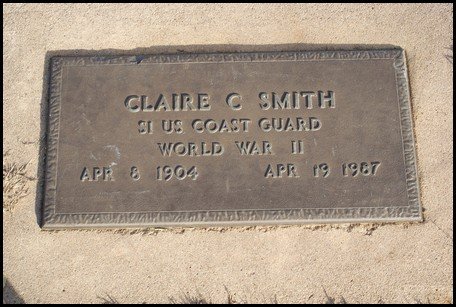 CLAIRE C SMITH
S1 US COAST GUARD
WORLD WAR II
APR 8 1904 APR 19 1987